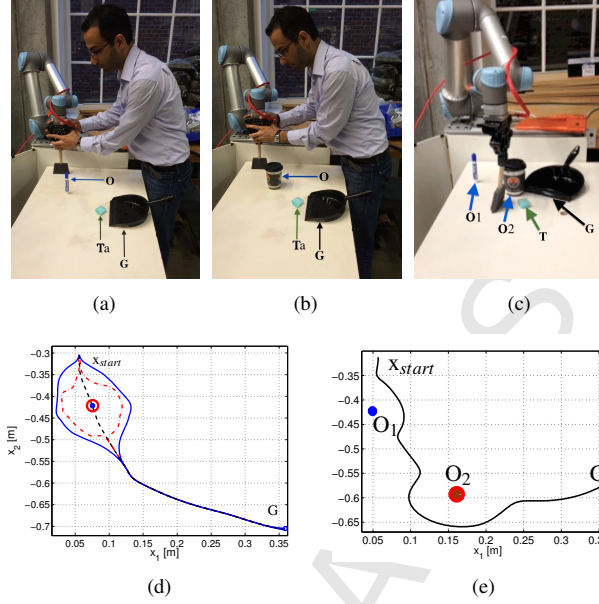 O
Ta
G
(a)
O
Ta
G
(b)
O1
O2
T
G
(c)
xstart
G
x2 [m]
-0.3
-0.35
-0.4
-0.45
-0.5
-0.55
-0.6
-0.65
-0.7
0.05 0.1 0.15 0.2 0.25 0.3 0.35
x1 [m]
(d)
xstart
O1
O2
G
-0.35
-0.4
-0.45
-0.5
-0.55
-0.6
-0.65
0.05 0.1 0.15 0.2 0.25 0.3 0.35
x1 [m]
(e)